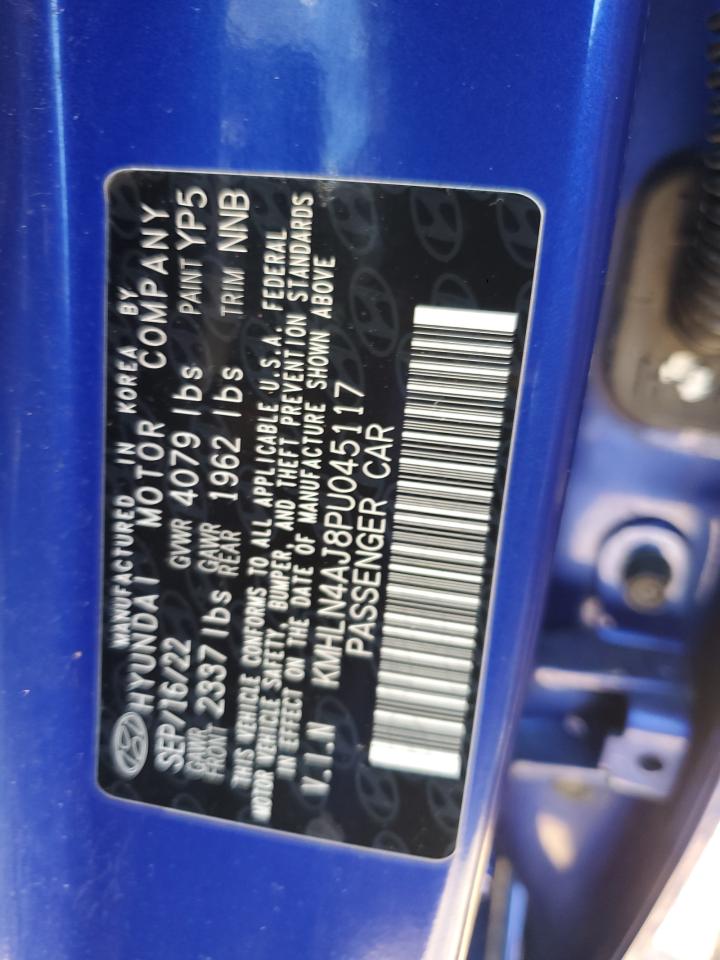 MANUFACTURED IN KOREA BY
HYUNDAI MOTOR COMPANY
SEP/16/22 GVWR 4079 lbs PAINT YP5
GAWR FRONT 2337 lbs GAWR REAR 1962 lbs TRIM NNB
THIS VEHICLE CONFORMS TO ALL APPLICABLE U.S.A. FEDERAL
MOTOR VEHICLE SAFETY, BUMPER, AND THEFT PREVENTION STANDARDS
IN EFFECT ON THE DATE OF MANUFACTURE SHOWN ABOVE
V.I.N KMHLN4AJ8PU045117
PASSENGER CAR